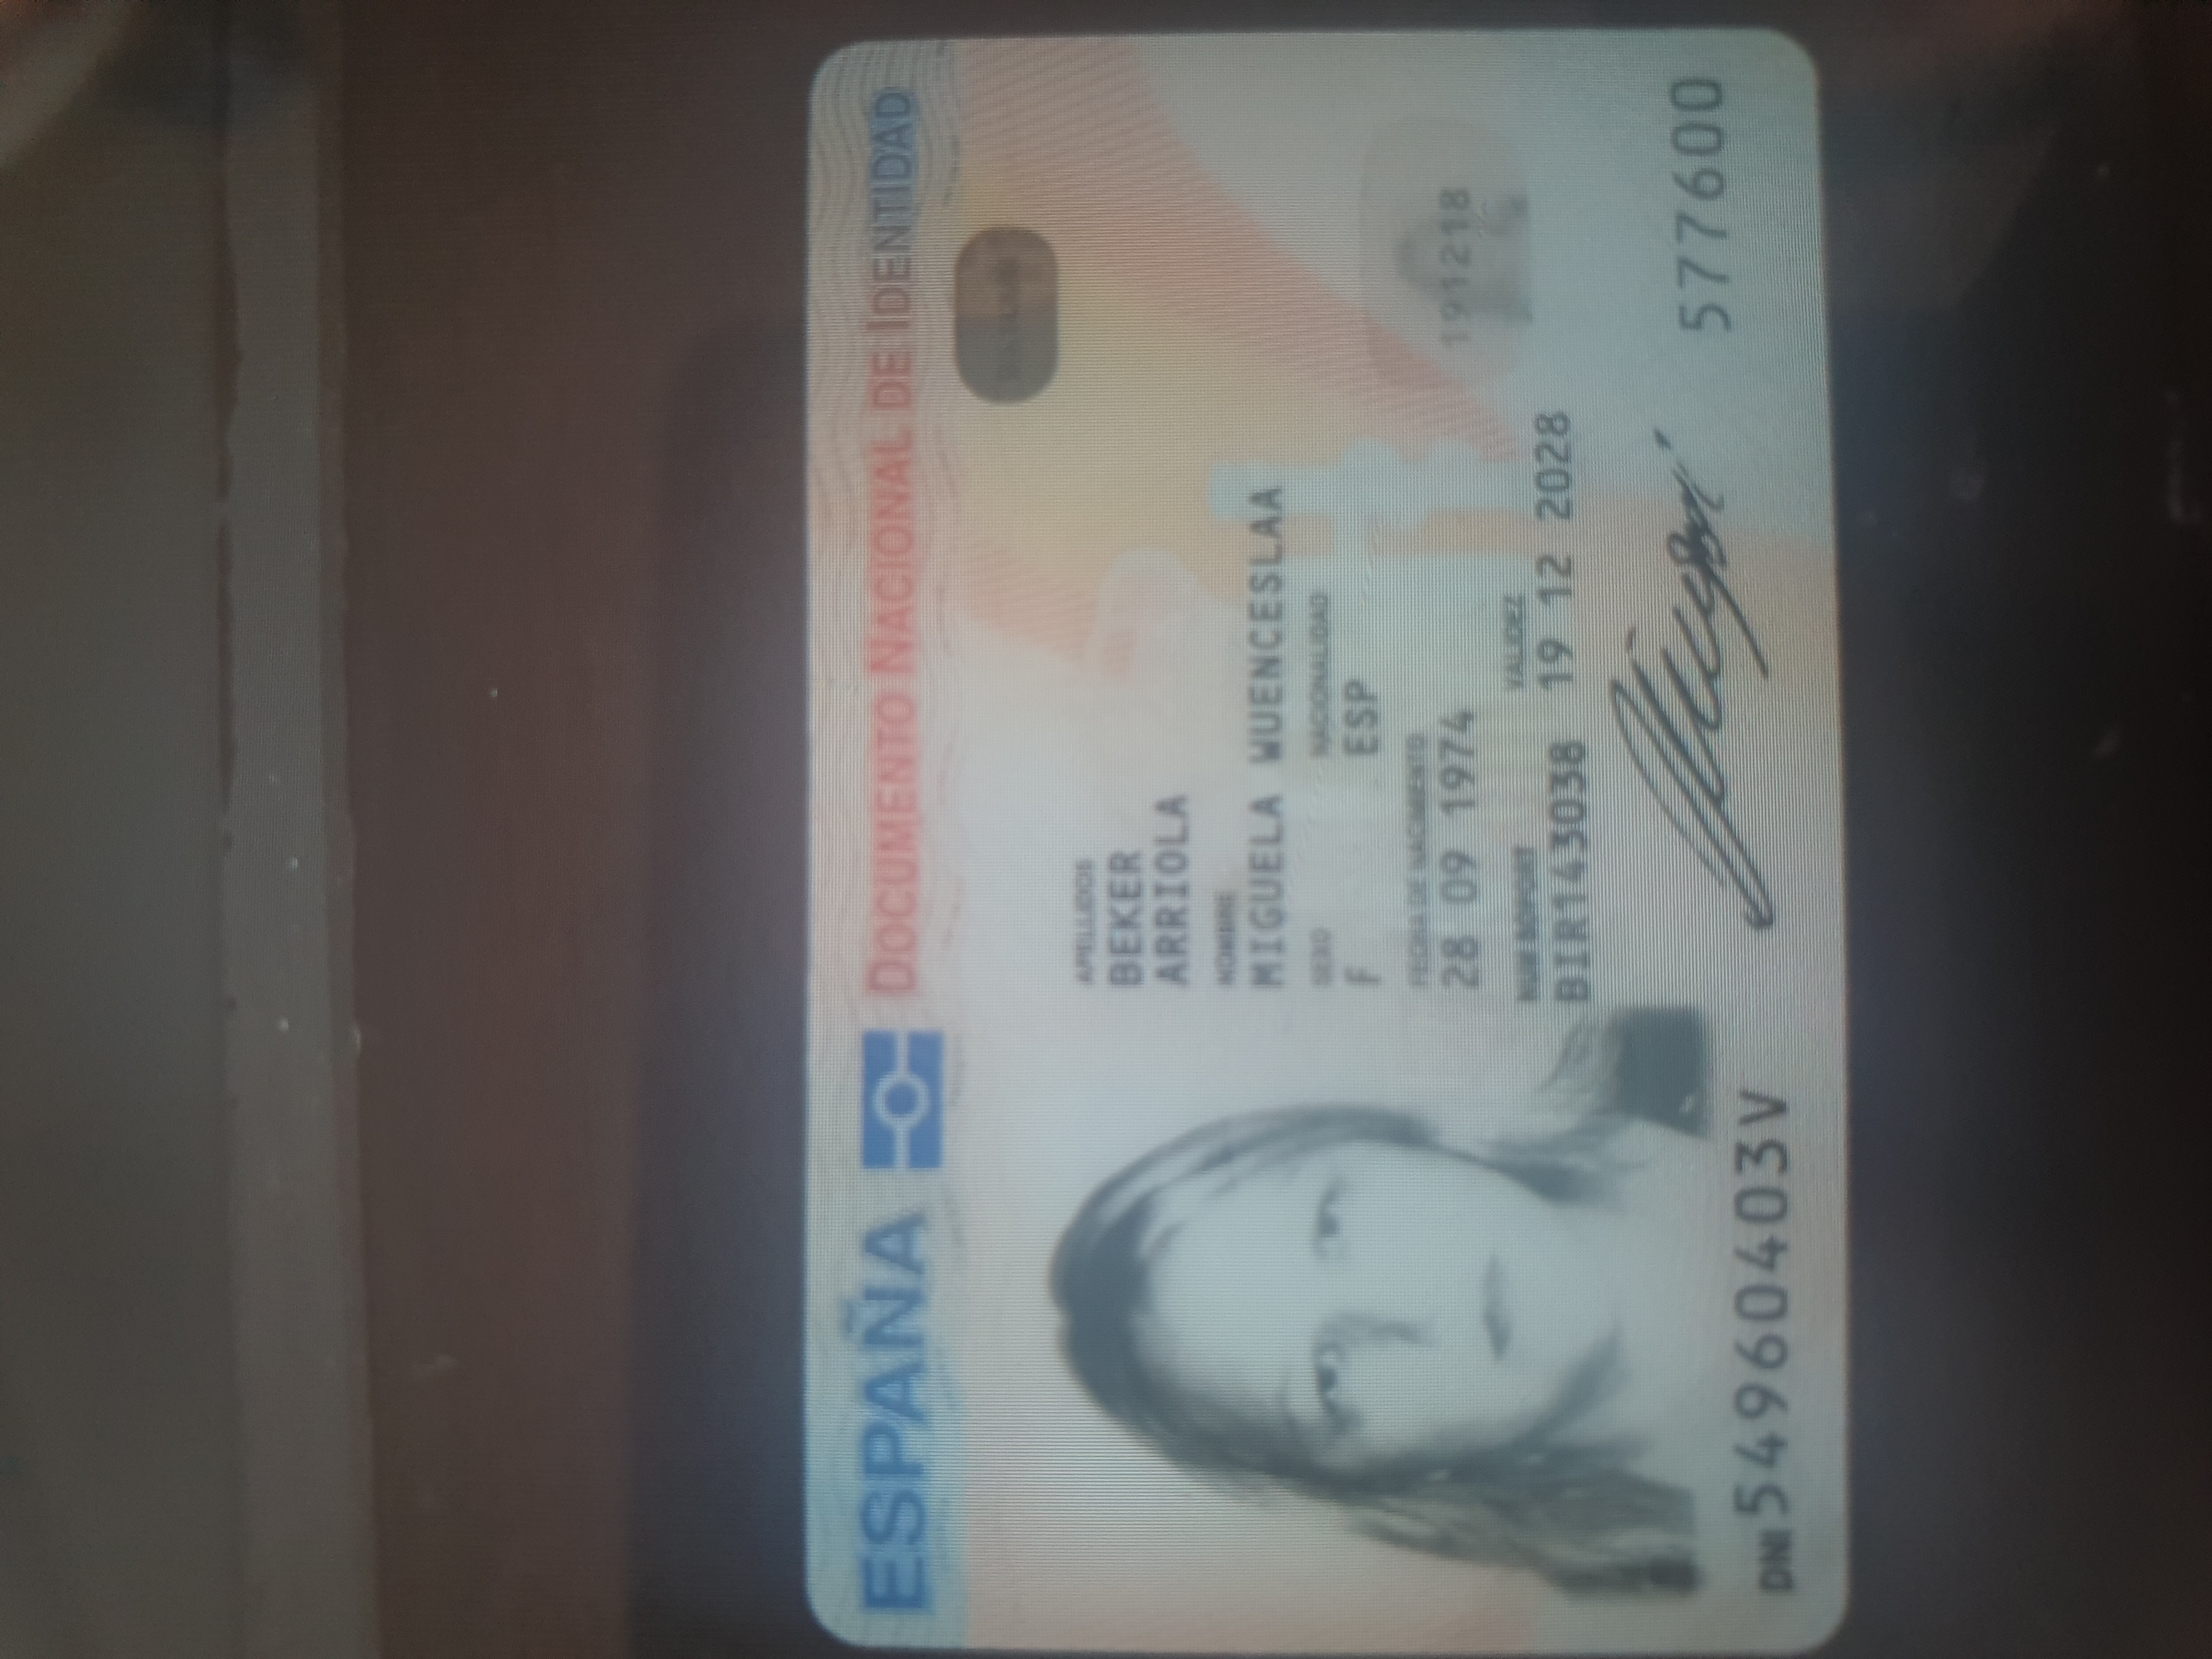 ESPAÑA DOCUMENTO NACIONAL DE IDENTIDAD
APELLIDOS
BEKER
ARRIOLA
NOMBRE
MIGUELA WUENCESLAA
SEXO NACIONALIDAD
F ESP
FECHA DE NACIMIENTO
28 09 1974
191218
NUM SOPORT VALIDEZ
BIR143038 19 12 2028
577600
DNI 54960403V